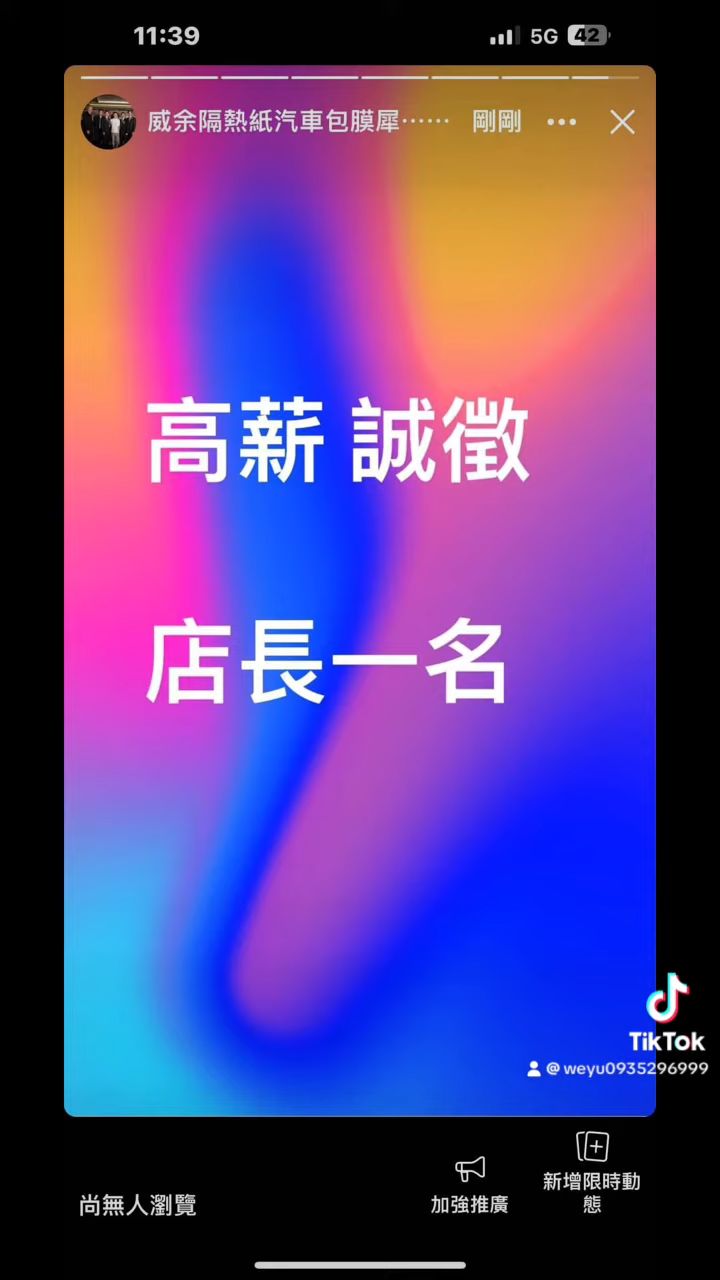 11:39
5G 42
威余隔熱紙汽車包膜犀…… 剛剛
高薪 誠徵
店長一名
TikTok
@weyu0935296999
尚無人瀏覽
加強推廣
新增限時動
態